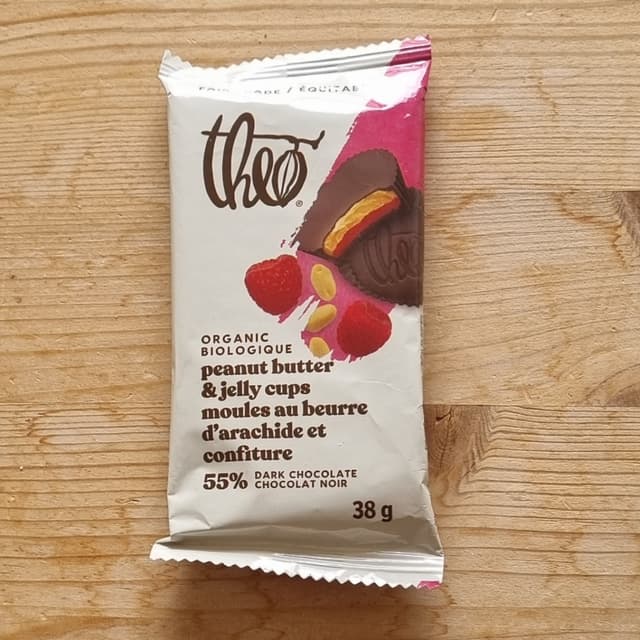 theo
ORGANIC
BIOLOGIQUE
peanut butter
& jelly cups
moules au beurre
d'arachide et
confiture
55% DARK CHOCOLATE
CHOCOLAT NOIR
38 g